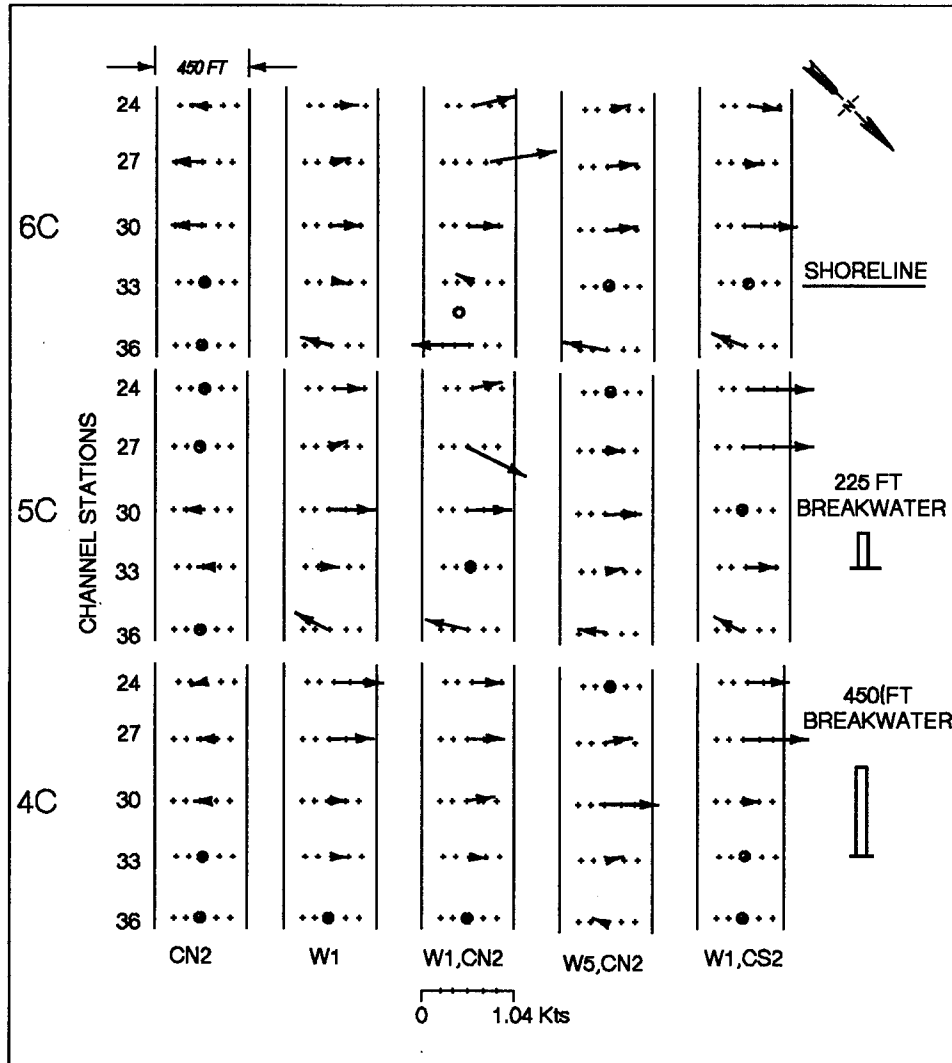 450 FT
N
24
27
6C
30
33
36
SHORELINE
CHANNEL STATIONS
24
27
5C
30
33
36
225 FT
BREAKWATER
24
27
4C
30
33
36
450(FT
BREAKWATER
CN2 W1 W1,CN2 W5,CN2 W1,CS2
0 1.04 Kts